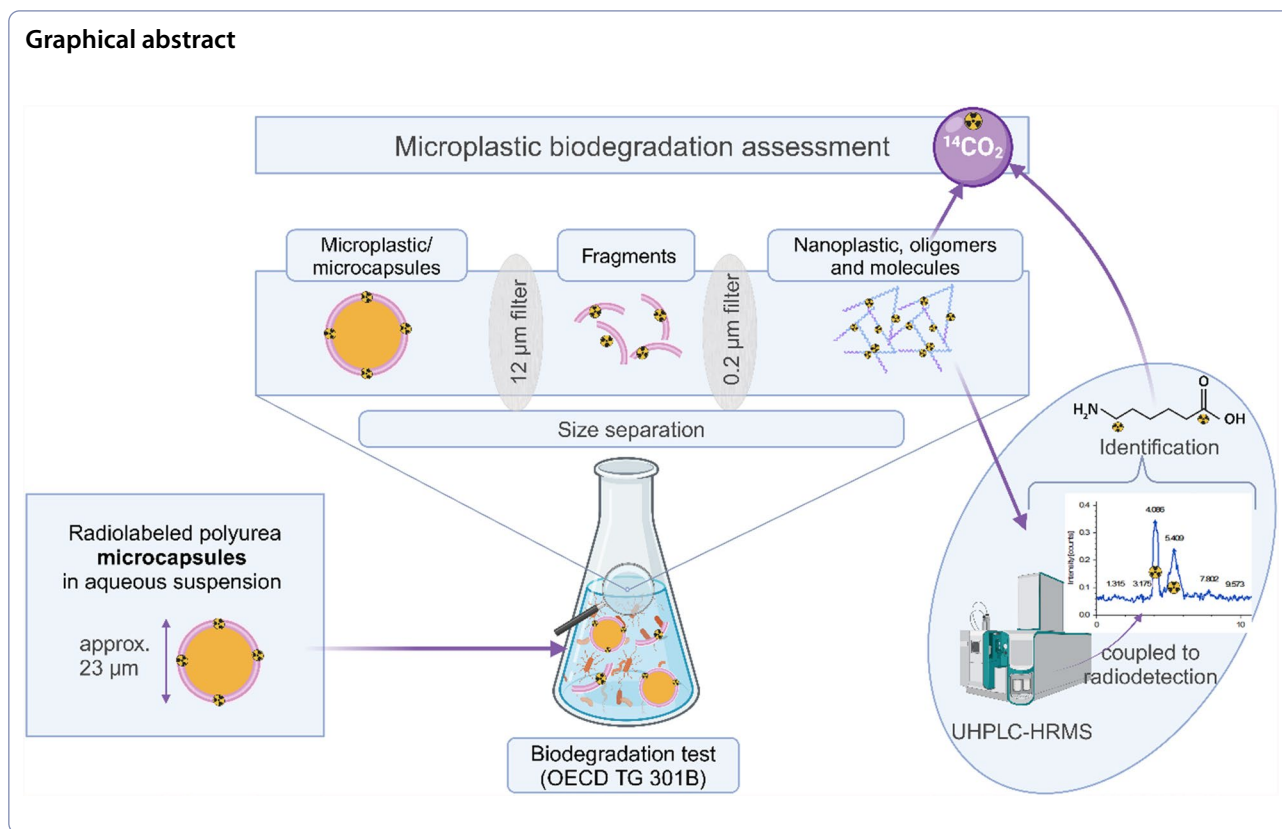 Graphical abstract
Microplastic biodegradation assessment
¹⁴CO₂
Microplastic/
microcapsules
Fragments
Nanoplastic, oligomers
and molecules
12 µm filter
0.2 µm filter
Size separation
Radiolabeled polyurea
microcapsules
in aqueous suspension
approx.
23 µm
Biodegradation test
(OECD TG 301B)
H₂N
O
OH
Identification
Intensity [counts]
0.4
0.3
0.2
0.1
0.0
1.315
3.175
4.086
5.409
7.802
9.573
0
5
10
coupled to
radiodetection
UHPLC-HRMS